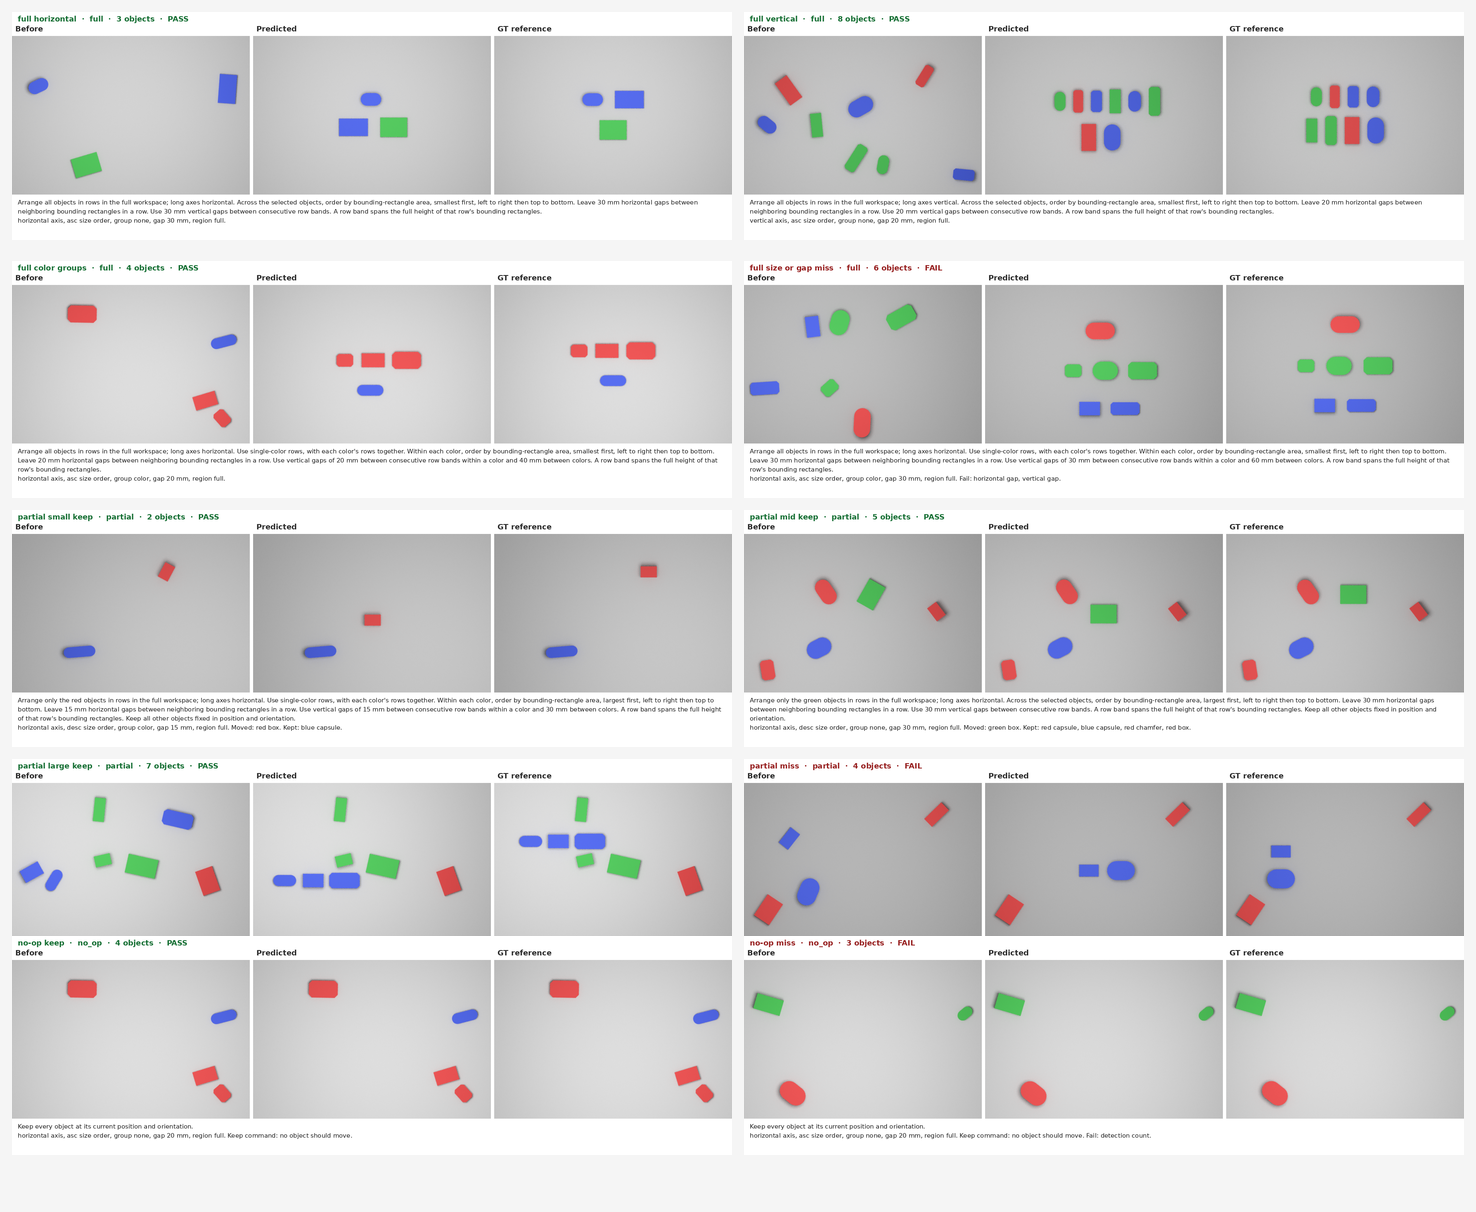 full horizontal · full · 3 objects · PASS
Before
Predicted
GT reference
Arrange all objects in rows in the full workspace; long axes horizontal. Across the selected objects, order by bounding-rectangle area, smallest first, left to right then top to bottom. Leave 30 mm horizontal gaps between
neighboring bounding rectangles in a row. Use 30 mm vertical gaps between consecutive row bands. A row band spans the full height of that row's bounding rectangles.
horizontal axis, asc size order, group none, gap 30 mm, region full.
full vertical · full · 8 objects · PASS
Before
Predicted
GT reference
Arrange all objects in rows in the full workspace; long axes vertical. Across the selected objects, order by bounding-rectangle area, smallest first, left to right then top to bottom. Leave 20 mm horizontal gaps between
neighboring bounding rectangles in a row. Use 20 mm vertical gaps between consecutive row bands. A row band spans the full height of that row's bounding rectangles.
vertical axis, asc size order, group none, gap 20 mm, region full.
full color groups · full · 4 objects · PASS
Before
Predicted
GT reference
Arrange all objects in rows in the full workspace; long axes horizontal. Use single-color rows, with each color's rows together. Within each color, order by bounding-rectangle area, smallest first, left to right then top to bottom.
Leave 20 mm horizontal gaps between neighboring bounding rectangles in a row. Use vertical gaps of 20 mm between consecutive row bands within a color and 40 mm between colors. A row band spans the full height of that
row's bounding rectangles.
horizontal axis, asc size order, group color, gap 20 mm, region full.
full size or gap miss · full · 6 objects · FAIL
Before
Predicted
GT reference
Arrange all objects in rows in the full workspace; long axes horizontal. Use single-color rows, with each color's rows together. Within each color, order by bounding-rectangle area, smallest first, left to right then top to bottom.
Leave 30 mm horizontal gaps between neighboring bounding rectangles in a row. Use vertical gaps of 30 mm between consecutive row bands within a color and 60 mm between colors. A row band spans the full height of that
row's bounding rectangles.
horizontal axis, asc size order, group color, gap 30 mm, region full. Fail: horizontal gap, vertical gap.
partial small keep · partial · 2 objects · PASS
Before
Predicted
GT reference
Arrange only the red objects in rows in the full workspace; long axes horizontal. Use single-color rows, with each color's rows together. Within each color, order by bounding-rectangle area, largest first, left to right then top to
bottom. Leave 15 mm horizontal gaps between neighboring bounding rectangles in a row. Use vertical gaps of 15 mm between consecutive row bands within a color and 30 mm between colors. A row band spans the full height
of that row's bounding rectangles. Keep all other objects fixed in position and orientation.
horizontal axis, desc size order, group color, gap 15 mm, region full. Moved: red box. Kept: blue capsule.
partial mid keep · partial · 5 objects · PASS
Before
Predicted
GT reference
Arrange only the green objects in rows in the full workspace; long axes horizontal. Across the selected objects, order by bounding-rectangle area, largest first, left to right then top to bottom. Leave 30 mm horizontal gaps
between neighboring bounding rectangles in a row. Use 30 mm vertical gaps between consecutive row bands. A row band spans the full height of that row's bounding rectangles. Keep all other objects fixed in position and
orientation.
horizontal axis, desc size order, group none, gap 30 mm, region full. Moved: green box. Kept: red capsule, blue capsule, red chamfer, red box.
partial large keep · partial · 7 objects · PASS
Before
Predicted
GT reference
partial miss · partial · 4 objects · FAIL
Before
Predicted
GT reference
no-op keep · no_op · 4 objects · PASS
Before
Predicted
GT reference
Keep every object at its current position and orientation.
horizontal axis, asc size order, group none, gap 20 mm, region full. Keep command: no object should move.
no-op miss · no_op · 3 objects · FAIL
Before
Predicted
GT reference
Keep every object at its current position and orientation.
horizontal axis, asc size order, group none, gap 20 mm, region full. Keep command: no object should move. Fail: detection count.